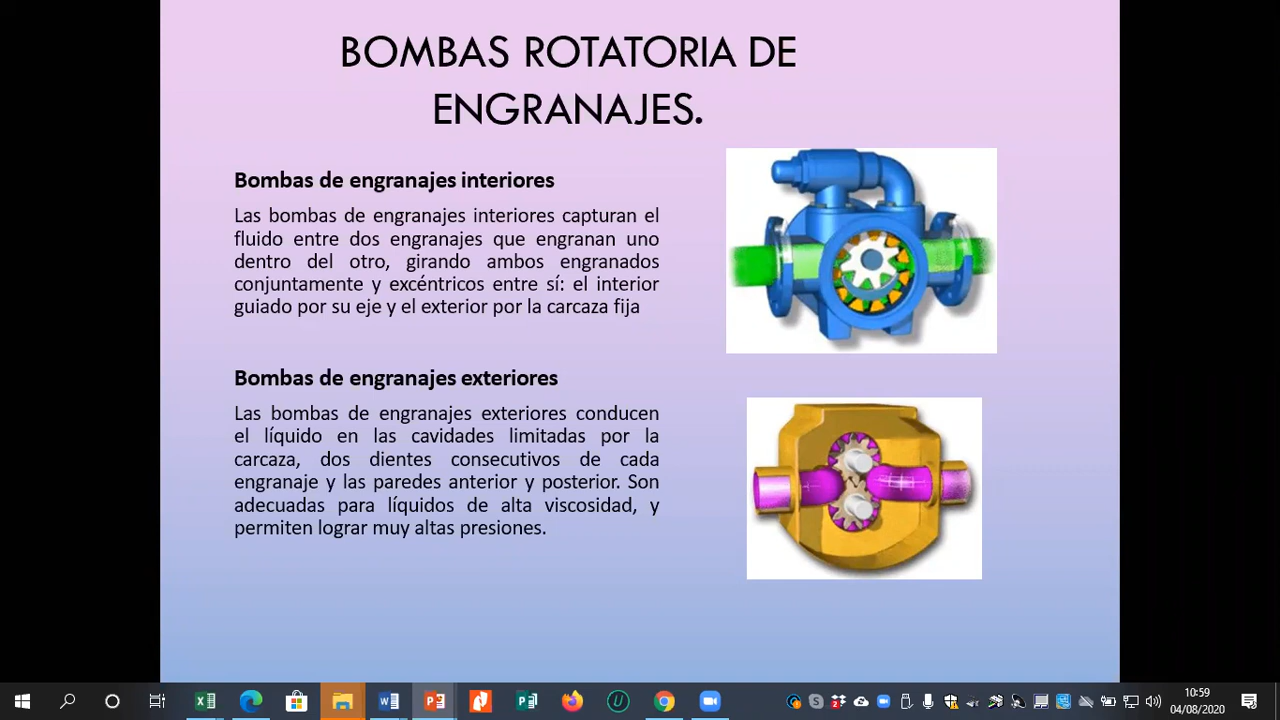 BOMBAS ROTATORIA DE
ENGRANAJES.
Bombas de engranajes interiores
Las bombas de engranajes interiores capturan el
fluido entre dos engranajes que engranan uno
dentro del otro, girando ambos engranados
conjuntamente y excéntricos entre sí: el interior
guiado por su eje y el exterior por la carcaza fija
Bombas de engranajes exteriores
Las bombas de engranajes exteriores conducen
el líquido en las cavidades limitadas por la
carcaza, dos dientes consecutivos de cada
engranaje y las paredes anterior y posterior. Son
adecuadas para líquidos de alta viscosidad, y
permiten lograr muy altas presiones.
10:59
04/08/2020